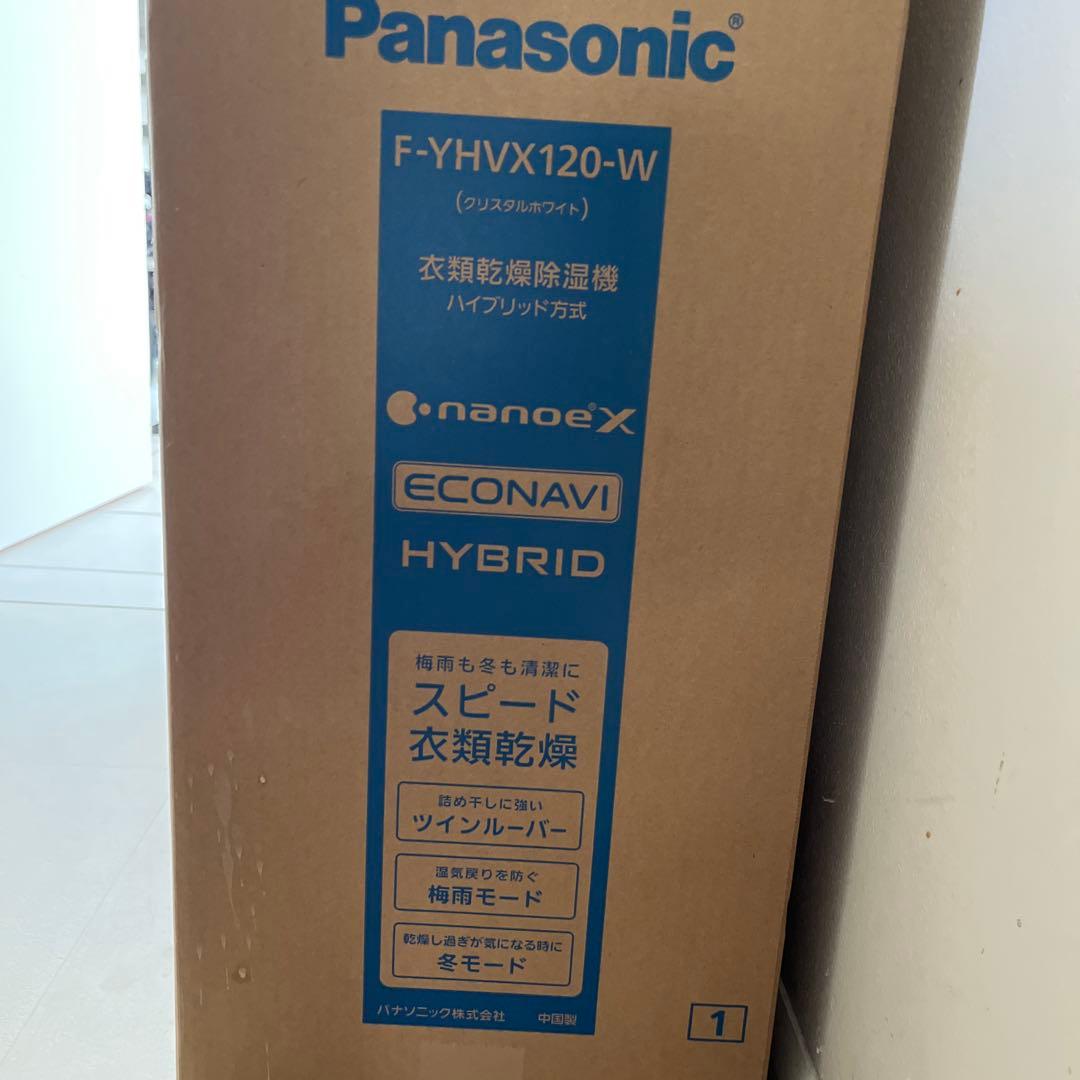 Panasonic®
F-YHVX120-W
(クリスタルホワイト)
衣類乾燥除湿機
ハイブリッド方式
nanoe®X
ECONAVI
HYBRID
梅雨も冬も清潔に
スピード
衣類乾燥
詰め干しに強い
ツインルーバー
湿気戻りを防ぐ
梅雨モード
乾燥し過ぎが気になる時に
冬モード
パナソニック株式会社 中国製
1